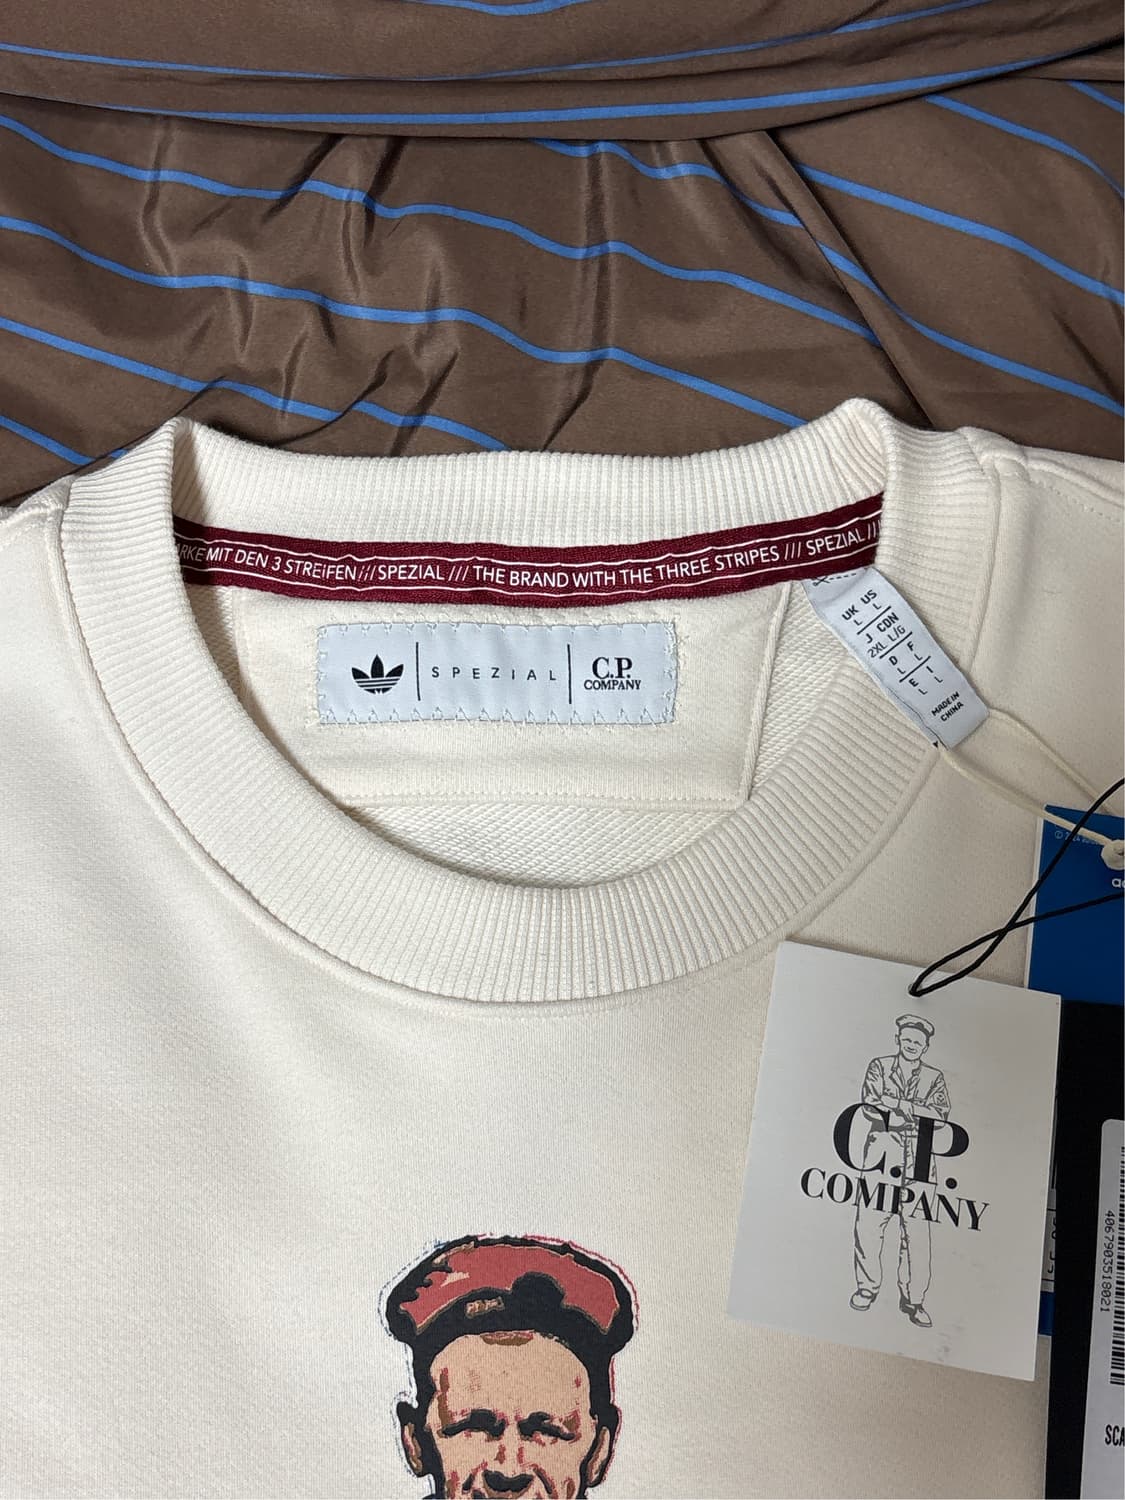 MIT DEN 3 STREIFEN /// SPEZIAL /// THE BRAND WITH THE THREE STRIPES /// SPEZIAL //
SPEZIAL
C.P.
COMPANY
UK US
L L
J CDN
2XL L/G
D F
L L
E I
L L
MADE IN
CHINA
C.P.
COMPANY
4067903518021